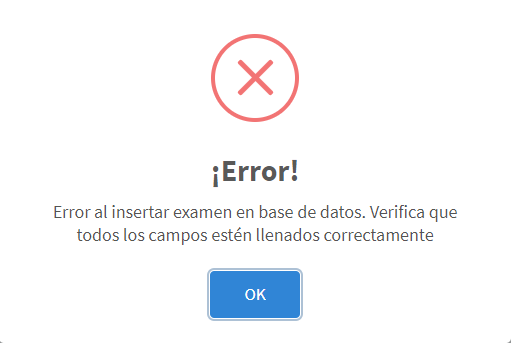 ¡Error!
Error al insertar examen en base de datos. Verifica que
todos los campos estén llenados correctamente
OK